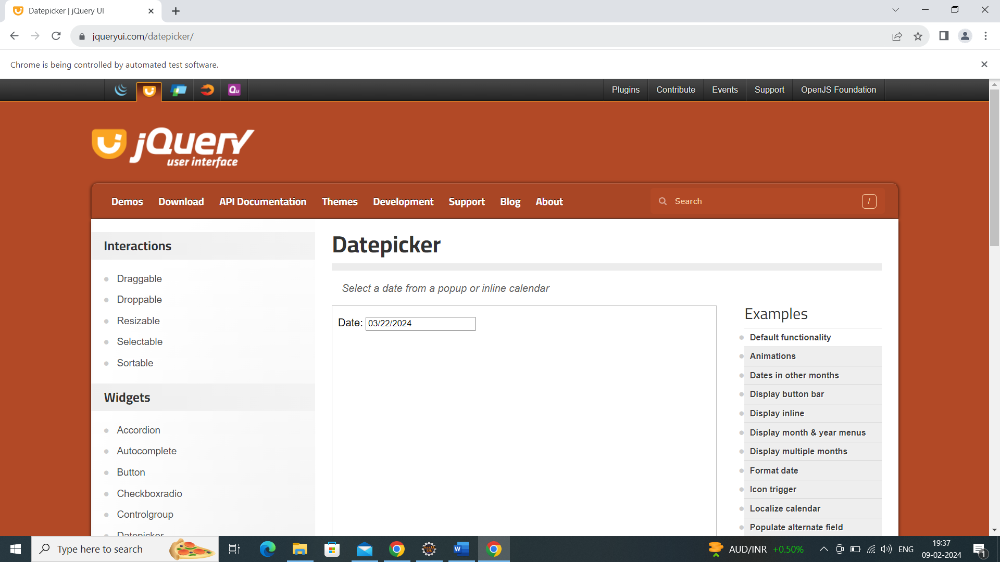 Datepicker | jQuery UI
jqueryui.com/datepicker/
Chrome is being controlled by automated test software.
Qu
Plugins
Contribute
Events
Support
OpenJS Foundation
jQuery
user interface
Demos
Download
API Documentation
Themes
Development
Support
Blog
About
Search
/
Interactions
Draggable
Droppable
Resizable
Selectable
Sortable
Widgets
Accordion
Autocomplete
Button
Checkboxradio
Controlgroup
Datepicker
Datepicker
Select a date from a popup or inline calendar
Date: 03/22/2024
Examples
Default functionality
Animations
Dates in other months
Display button bar
Display inline
Display month & year menus
Display multiple months
Format date
Icon trigger
Localize calendar
Populate alternate field
Type here to search
W
AUD/INR +0.50%
ENG
19:37
09-02-2024
1